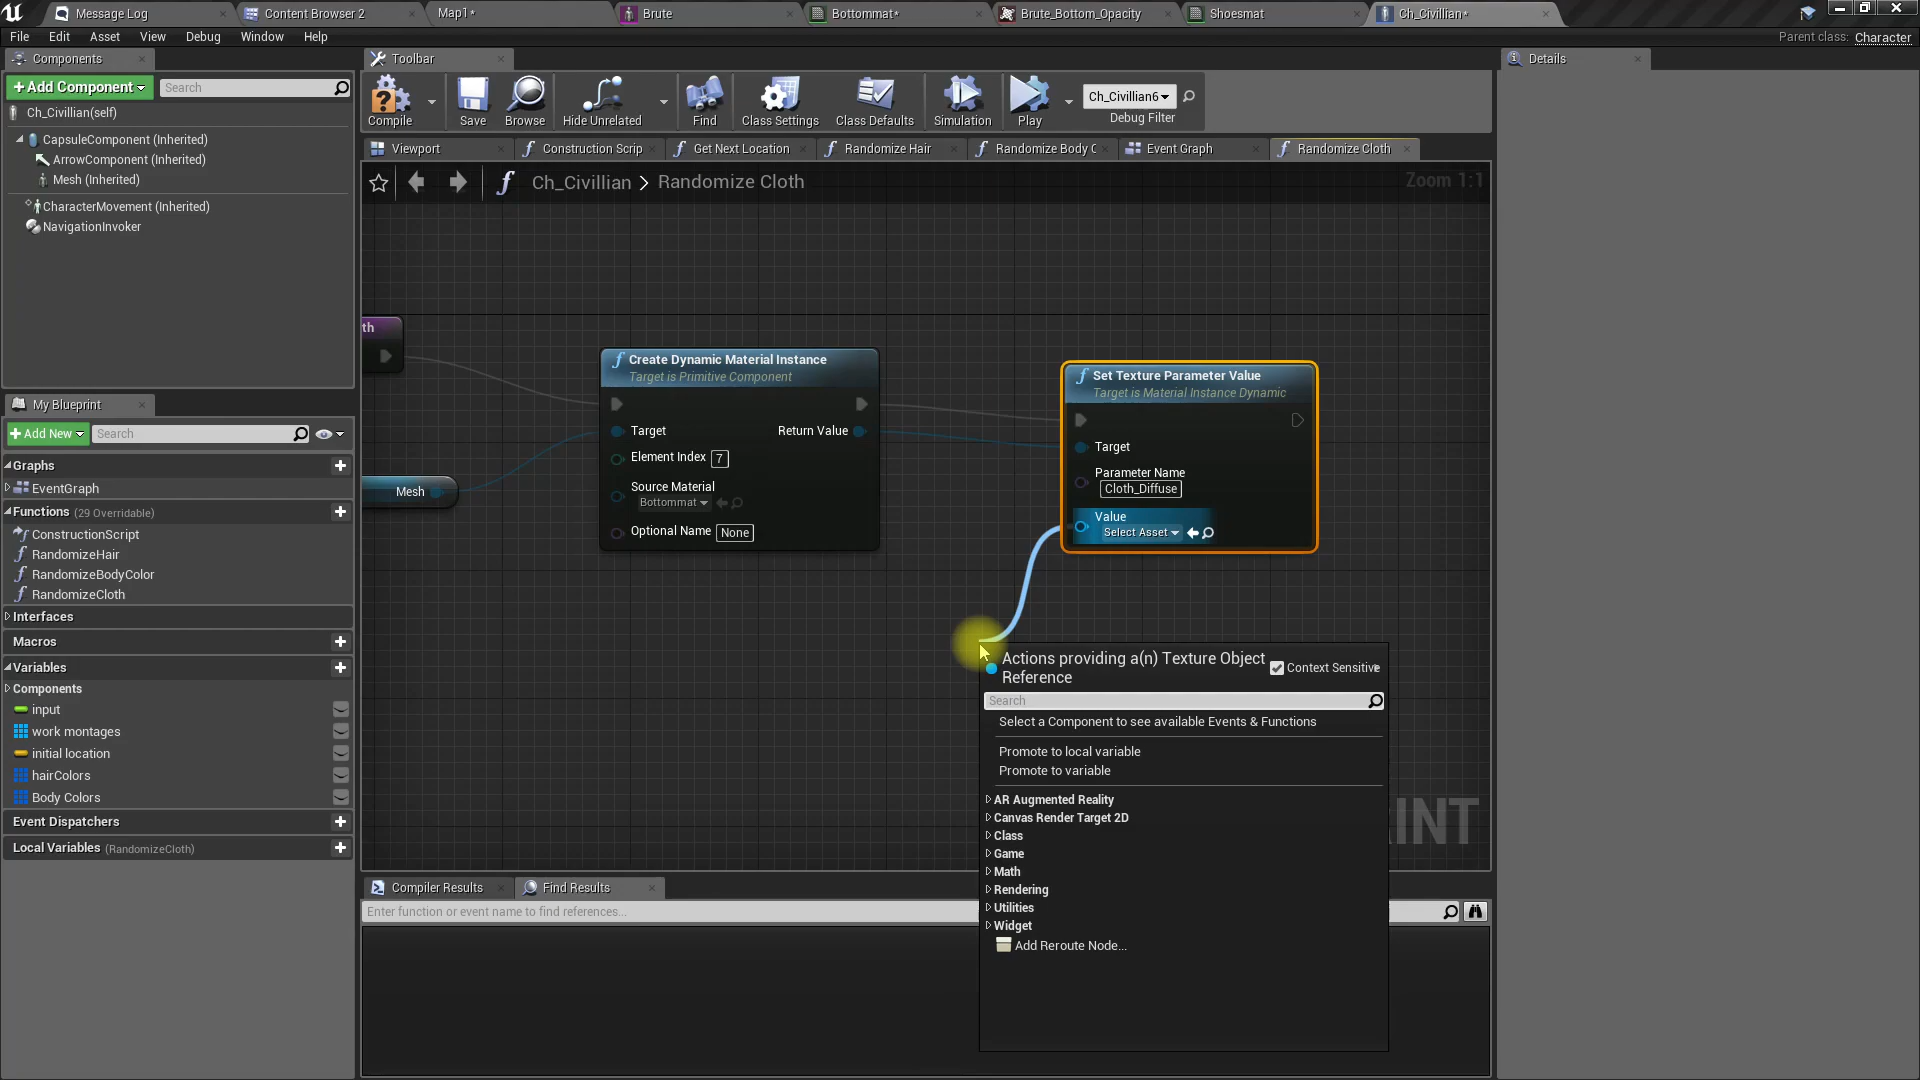 Message Log
Content Browser 2
Map1*
Brute
Bottommat*
Brute_Bottom_Opacity
Shoesmat
Ch_Civillian*
File
Edit
Asset
View
Debug
Window
Help
Parent class:
Character
Components
Toolbar
Details
+Add Component
Search
Ch_Civillian(self)
CapsuleComponent (Inherited)
ArrowComponent (Inherited)
Mesh (Inherited)
CharacterMovement (Inherited)
NavigationInvoker
Compile
Save
Browse
Hide Unrelated
Find
Class Settings
Class Defaults
Simulation
Play
Ch_Civillian6
Debug Filter
Viewport
Construction Scrip
Get Next Location
Randomize Hair
Randomize Body C
Event Graph
Randomize Cloth
Ch_Civillian > Randomize Cloth
Zoom 1:1
th
Create Dynamic Material Instance
Target is Primitive Component
Target
Return Value
Element Index 7
Source Material
Bottommat
Optional Name None
Mesh
Set Texture Parameter Value
Target is Material Instance Dynamic
Target
Parameter Name
Cloth_Diffuse
Value
Select Asset
Actions providing a(n) Texture Object
Reference
Context Sensitive
Search
Select a Component to see available Events & Functions
Promote to local variable
Promote to variable
AR Augmented Reality
Canvas Render Target 2D
Class
Game
Math
Rendering
Utilities
Widget
Add Reroute Node...
INT
My Blueprint
+Add New
Search
Graphs
EventGraph
Functions (29 Overridable)
ConstructionScript
RandomizeHair
RandomizeBodyColor
RandomizeCloth
Interfaces
Macros
Variables
Components
input
work montages
initial location
hairColors
Body Colors
Event Dispatchers
Local Variables (RandomizeCloth)
Compiler Results
Find Results
Enter function or event name to find references...